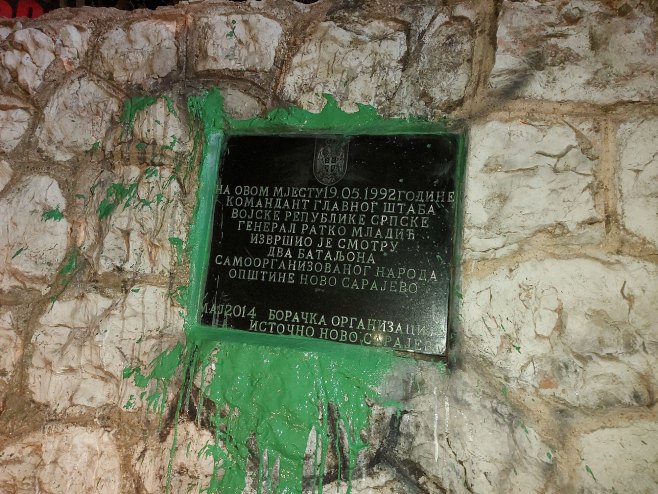 НА ОВОМ МЈЕСТУ 19.05.1992 ГОДИНЕ
КОМАНДАНТ ГЛАВНОГ ШТАБА
ВОЈСКЕ РЕПУБЛИКЕ СРПСКЕ
ГЕНЕРАЛ РАТКО МЛАДИЋ
ИЗВРШИО ЈЕ СМОТРУ
ДВА БАТАЉОНА
САМООРГАНИЗОВАНОГ НАРОДА
ОПШТИНЕ НОВО САРАЈЕВО
МАЈ 2014 БОРАЧКА ОРГАНИЗАЦИЈА
ИСТОЧНО НОВО САРАЈЕВО